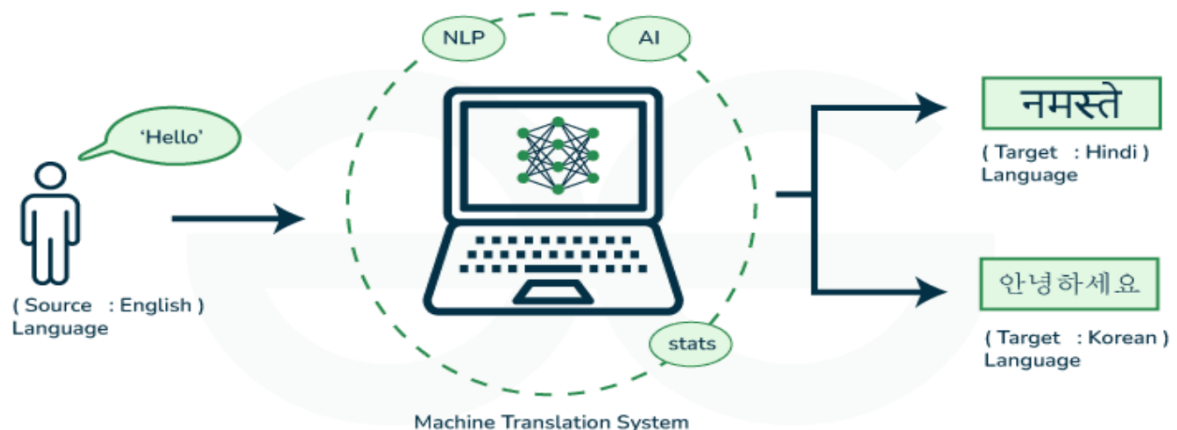 NLP
AI
‘Hello’
( Source : English )
Language
stats
Machine Translation System
नमस्ते
( Target : Hindi )
Language
안녕하세요
( Target : Korean )
Language